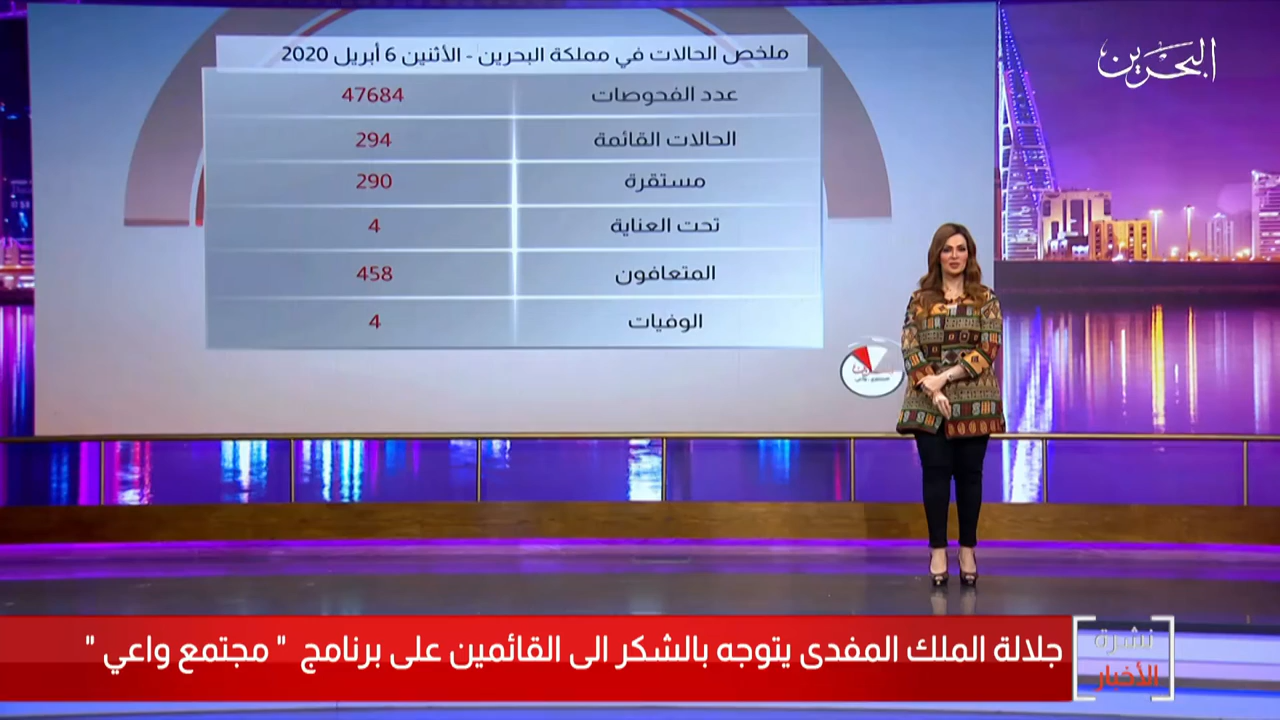 البحرين
ملخص الحالات في مملكة البحرين - الأثنين 6 أبريل 2020
عدد الفحوصات 47684
الحالات القائمة 294
مستقرة 290
تحت العناية 4
المتعافون 458
الوفيات 4
نشرة
الأخبار
جلالة الملك المفدى يتوجه بالشكر الى القائمين على برنامج " مجتمع واعي "